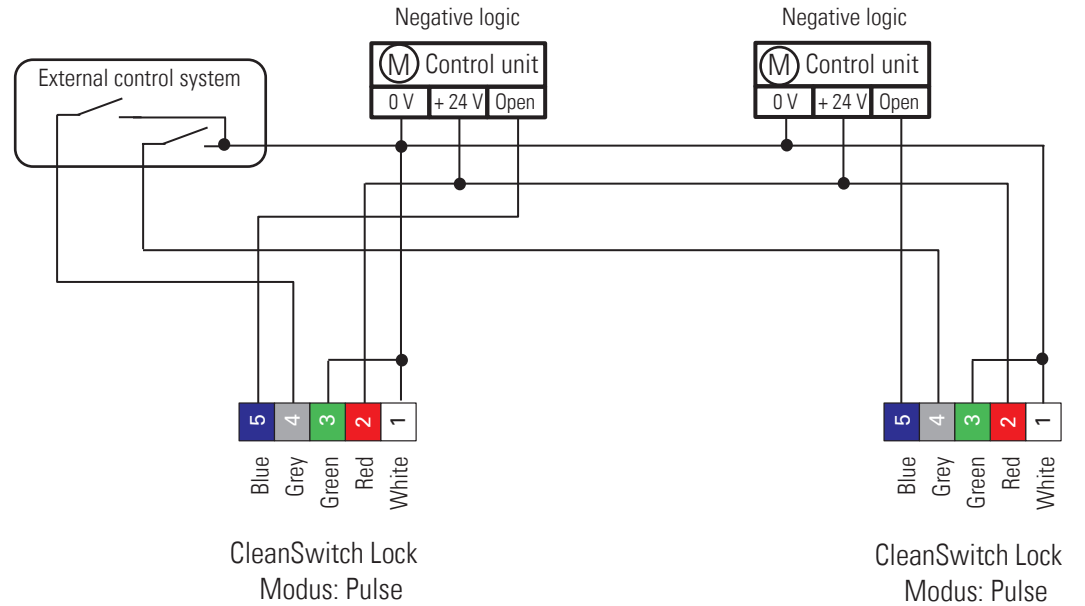 Negative logic
Negative logic
External control system
M Control unit
0 V + 24 V Open
M Control unit
0 V + 24 V Open
5 4 3 2 1
Blue Grey Green Red White
5 4 3 2 1
Blue Grey Green Red White
CleanSwitch Lock
Modus: Pulse
CleanSwitch Lock
Modus: Pulse